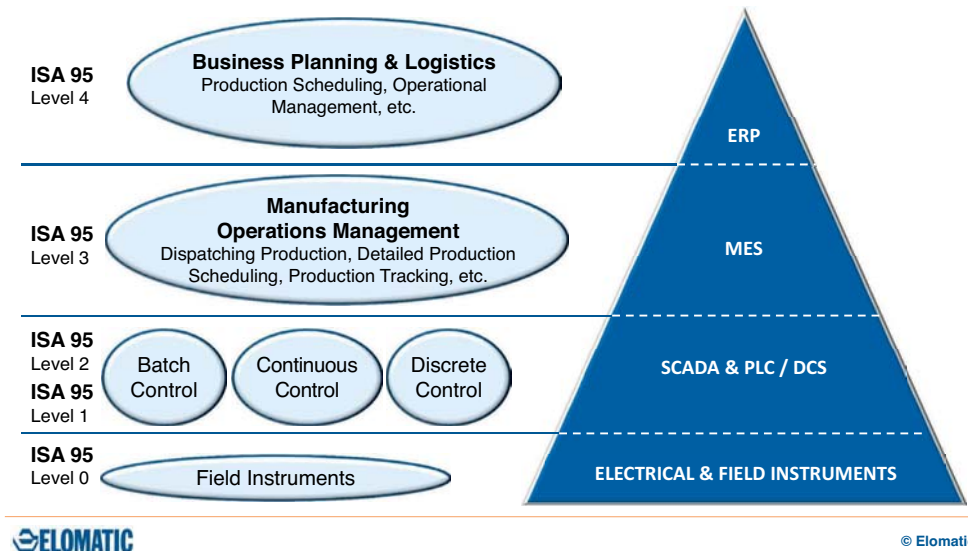 ISA 95
Level 4
Business Planning & Logistics
Production Scheduling, Operational
Management, etc.
ERP
ISA 95
Level 3
Manufacturing
Operations Management
Dispatching Production, Detailed Production
Scheduling, Production Tracking, etc.
MES
ISA 95
Level 2
ISA 95
Level 1
Batch
Control
Continuous
Control
Discrete
Control
SCADA & PLC / DCS
ISA 95
Level 0
Field Instruments
ELECTRICAL & FIELD INSTRUMENTS
ELOMATIC
© Elomati